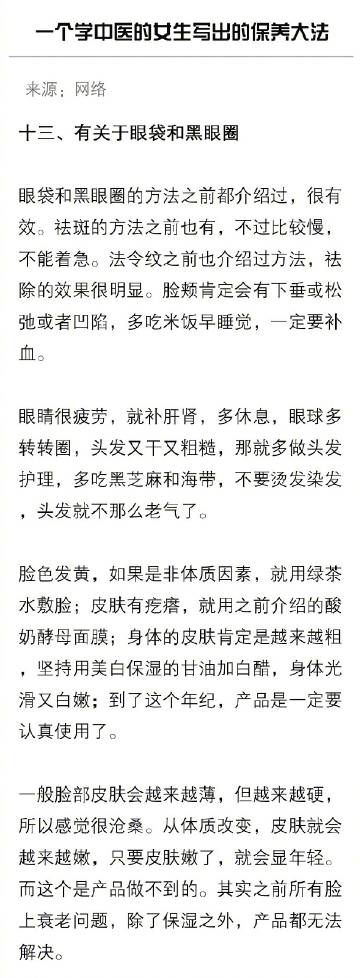 一个学中医的女生写出的保养大法
来源：网络
十三、有关于眼袋和黑眼圈
眼袋和黑眼圈的方法之前都介绍过，很有
效。祛斑的方法之前也有，不过比较慢，
不能着急。法令纹之前也介绍过方法，祛
除的效果很明显。脸颊肯定会有下垂或松
弛或者凹陷，多吃米饭早睡觉，一定要补
血。
眼睛很疲劳，就补肝肾，多休息，眼球多
转转圈，头发又干又粗糙，那就多做头发
护理，多吃黑芝麻和海带，不要烫发染发
，头发就不那么老气了。
脸色发黄，如果是非体质因素，就用绿茶
水敷脸；皮肤有疙瘩，就用之前介绍的酸
奶酵母面膜；身体的皮肤肯定是越来越粗
，坚持用美白保湿的甘油加白醋，身体光
滑又白嫩；到了这个年纪，产品是一定要
认真使用了。
一般脸部皮肤会越来越薄，但越来越硬，
所以感觉很沧桑。从体质改变，皮肤就会
越来越嫩，只要皮肤嫩了，就会显年轻。
而这个是产品做不到的。其实之前所有脸
上衰老问题，除了保湿之外，产品都无法
解决。